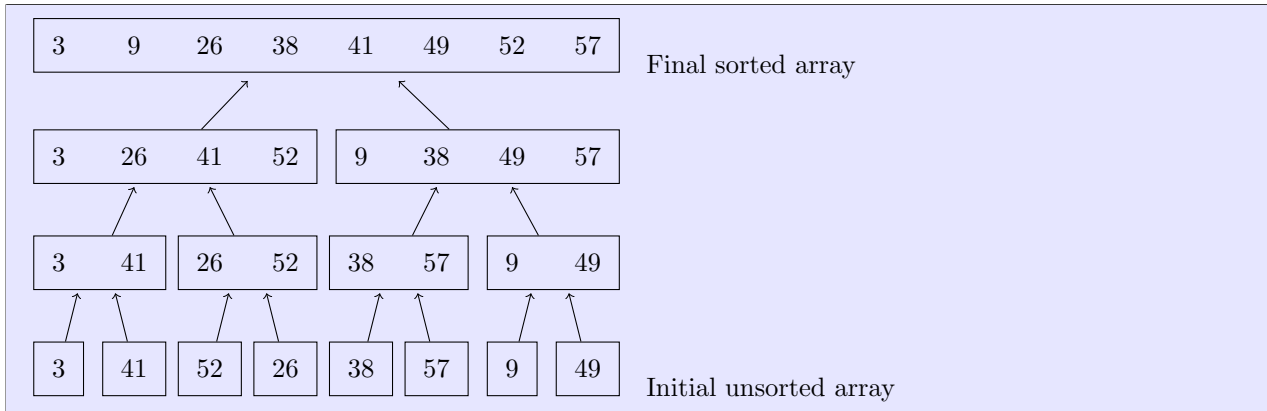 3 9 26 38 41 49 52 57
Final sorted array
3 26 41 52 9 38 49 57
3 41 26 52 38 57 9 49
3 41 52 26 38 57 9 49
Initial unsorted array